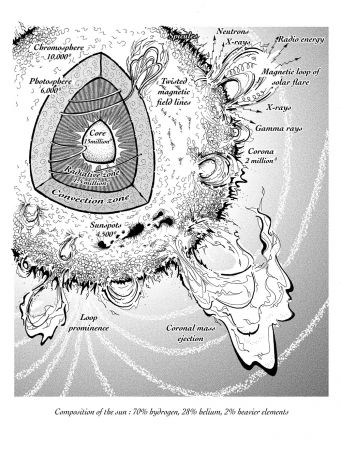 Spicules
Neutrons
X-rays
Radio energy
Chromosphere
10,000°
Photosphere
6,000°
Twisted
magnetic
field lines
Magnetic loop of
solar flare
X-rays
Gamma rays
Core
15million°
Corona
2 million°
Radiative zone
million°
Convection zone
Sunspots
4,500°
Loop
prominence
Coronal mass
ejection
Composition of the sun : 70% hydrogen, 28% helium, 2% heavier elements